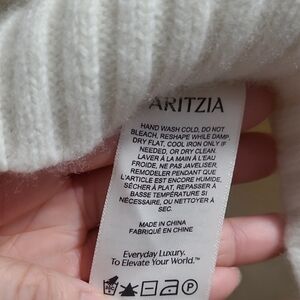 ARITZIA
HAND WASH COLD, DO NOT
BLEACH, RESHAPE WHILE DAMP,
DRY FLAT, COOL IRON ONLY IF
NEEDED, OR DRY CLEAN.
LAVER À LA MAIN À L'EAU
FROIDE, NE PAS JAVELISER,
REMODELER PENDANT QUE
L'ARTICLE EST ENCORE HUMIDE,
SÉCHER À PLAT, REPASSER À
BASSE TEMPÉRATURE SI
NÉCESSAIRE, OU NETTOYER À
SEC.
MADE IN CHINA
FABRIQUÉ EN CHINE
Everyday Luxury.
To Elevate Your World.™
P